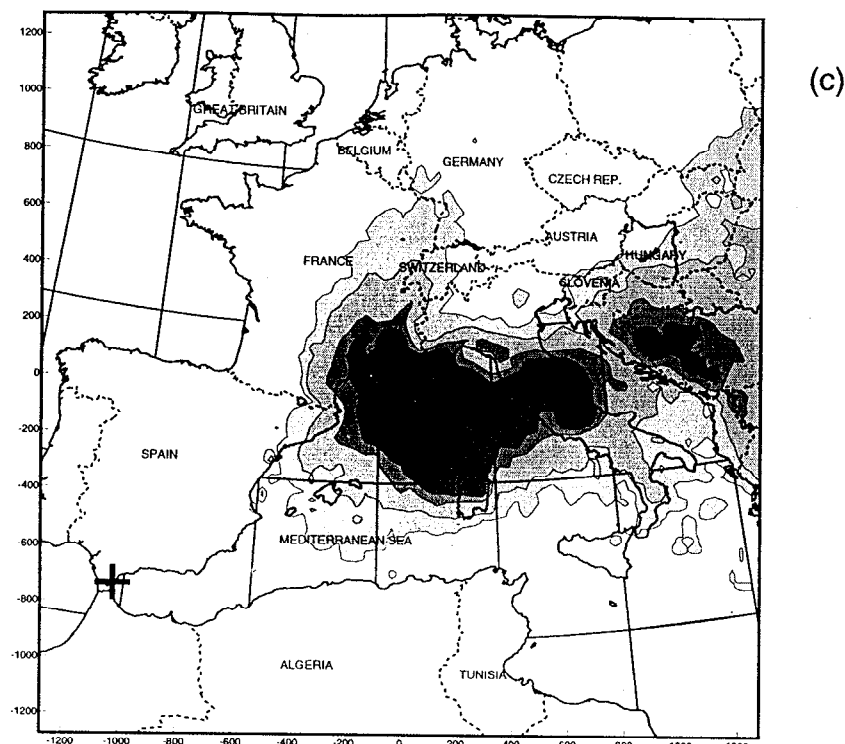 (c)
1200
1000
800
600
400
200
0
-200
-400
-600
-800
-1000
-1200
GREAT BRITAIN
BELGIUM
GERMANY
CZECH REP.
AUSTRIA
FRANCE
SWITZERLAND
HUNGARY
SLOVENIA
SPAIN
MEDITERRANEAN SEA
ALGERIA
TUNISIA
-1200 -1000 -800 -600 -400 -200 0 200 400 600 800 1000